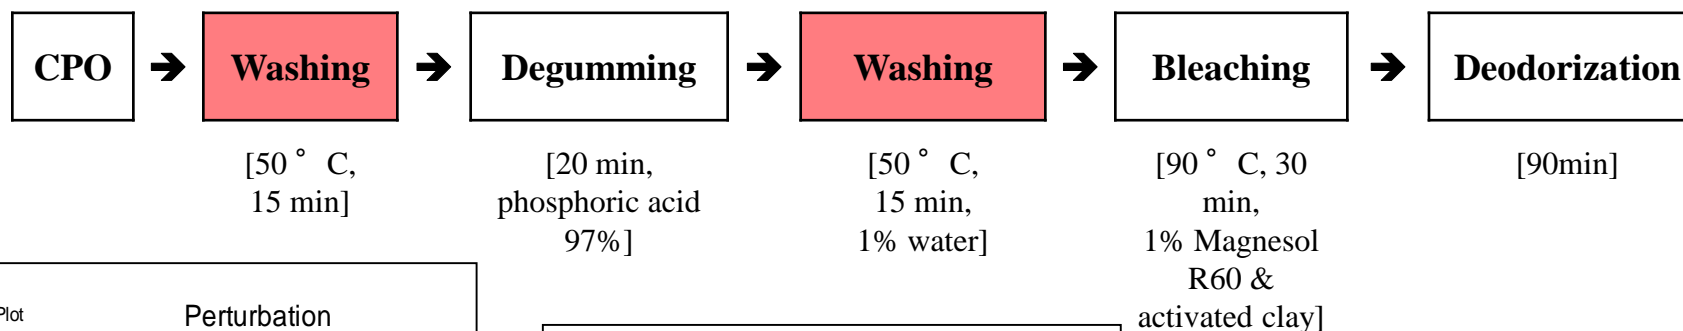 CPO ➔ Washing ➔ Degumming ➔ Washing ➔ Bleaching ➔ Deodorization
[50 ° C,
15 min]
[20 min,
phosphoric acid
97%]
[50 ° C,
15 min,
1% water]
[90 ° C, 30
min,
1% Magnesol
R60 &
activated clay]
[90min]
Plot
Perturbation